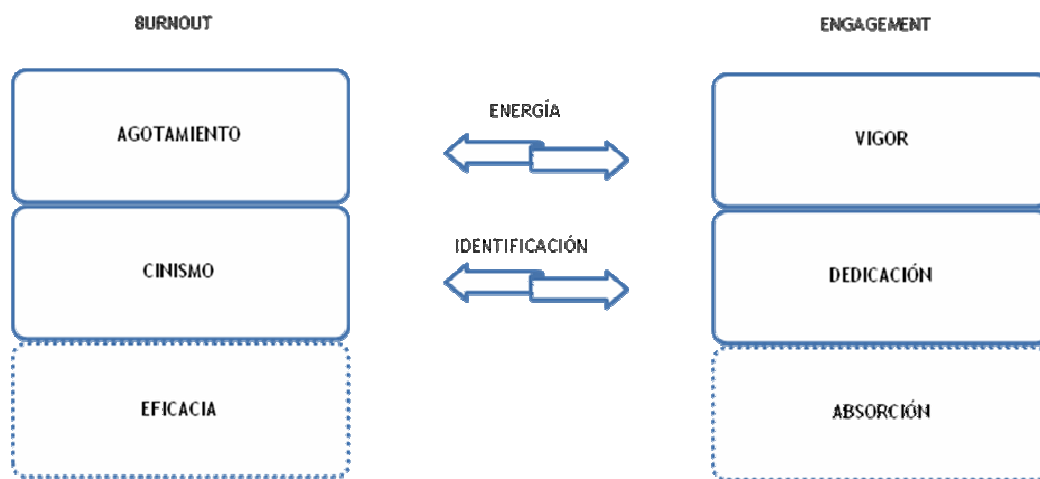 BURNOUT
ENGAGEMENT
ENERGÍA
AGOTAMIENTO
VIGOR
IDENTIFICACIÓN
CINISMO
DEDICACIÓN
EFICACIA
ABSORCIÓN